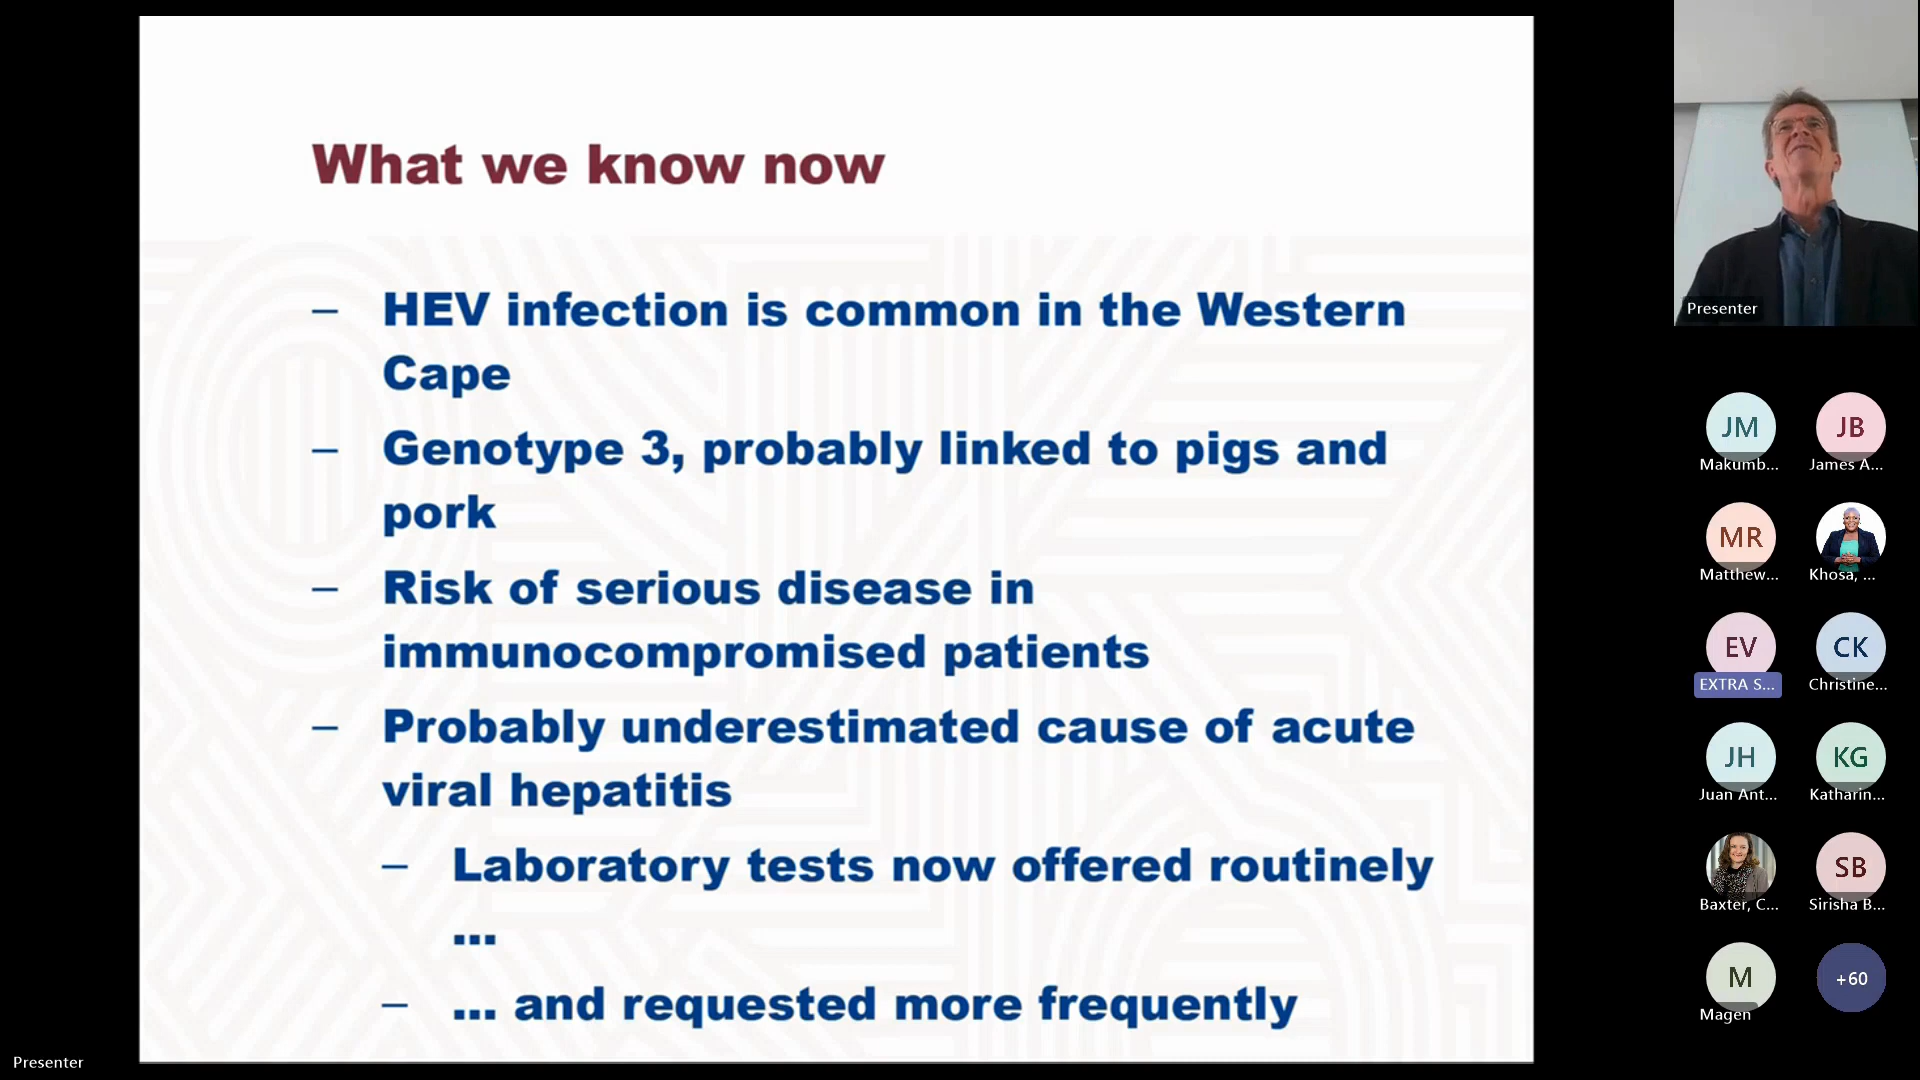 What we know now
– HEV infection is common in the Western
Cape
– Genotype 3, probably linked to pigs and
pork
– Risk of serious disease in
immunocompromised patients
– Probably underestimated cause of acute
viral hepatitis
– Laboratory tests now offered routinely
...
– ... and requested more frequently
Presenter
Presenter
JM
JB
Makumb...
James A...
MR
Matthew...
Khosa, ...
EV
CK
EXTRA S...
Christine...
JH
KG
Juan Ant...
Katharin...
SB
Baxter, C...
Sirisha B...
M
+60
Magen